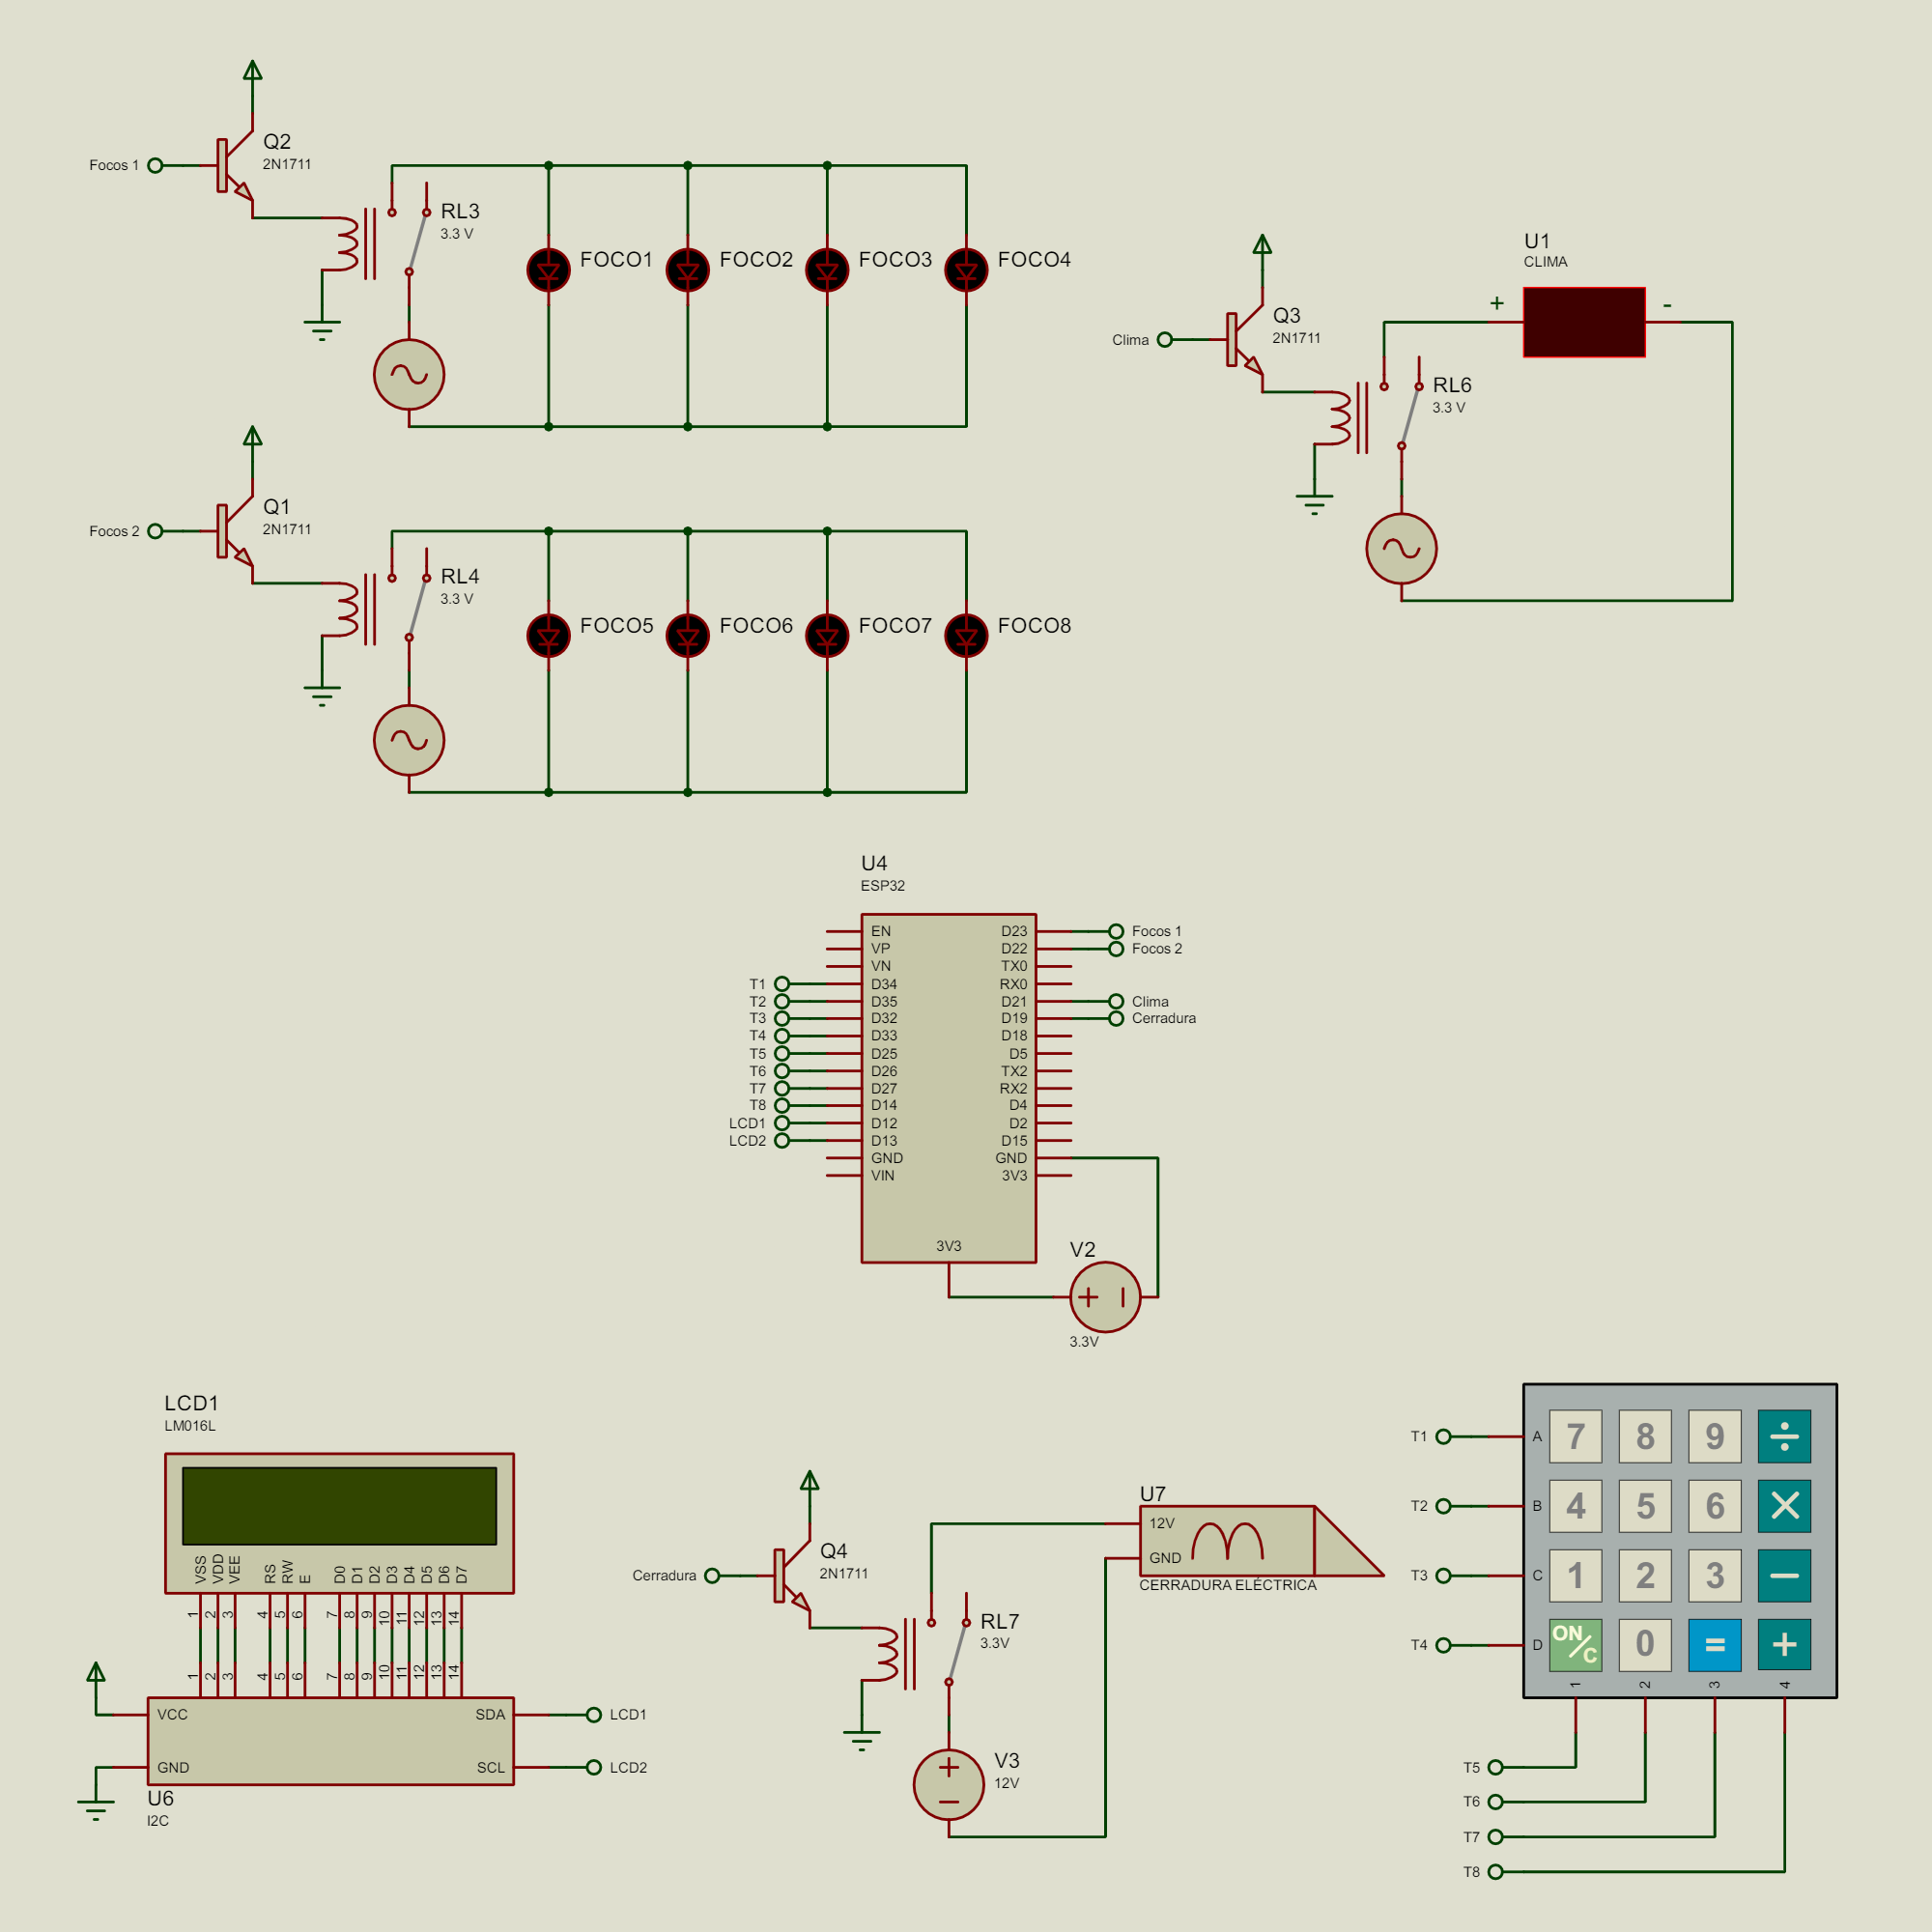 Q2
2N1711
Focos 1
RL3
3.3 V
FOCO1
FOCO2
FOCO3
FOCO4
U1
CLIMA
+
-
Q3
2N1711
Clima
RL6
3.3 V
Q1
2N1711
Focos 2
RL4
3.3 V
FOCO5
FOCO6
FOCO7
FOCO8
U4
ESP32
EN D23 Focos 1
VP D22 Focos 2
VN TX0
T1 D34 RX0
T2 D35 D21 Clima
T3 D32 D19 Cerradura
T4 D33 D18
T5 D25 D5
T6 D26 TX2
T7 D27 RX2
T8 D14 D4
LCD1 D12 D2
LCD2 D13 D15
GND GND
VIN 3V3
3V3
V2
3.3V
LCD1
LM016L
VSS VDD VEE RS RW E D0 D1 D2 D3 D4 D5 D6 D7
1 2 3 4 5 6 7 8 9 10 11 12 13 14
1 2 3 4 5 6 7 8 9 10 11 12 13 14
VCC SDA LCD1
GND SCL LCD2
U6
I2C
Cerradura
Q4
2N1711
RL7
3.3V
V3
12V
U7
12V
GND
CERRADURA ELÉCTRICA
T1 A 7 8 9 ÷
T2 B 4 5 6 ×
T3 C 1 2 3 −
T4 D ON/C 0 = +
1 2 3 4
T5
T6
T7
T8